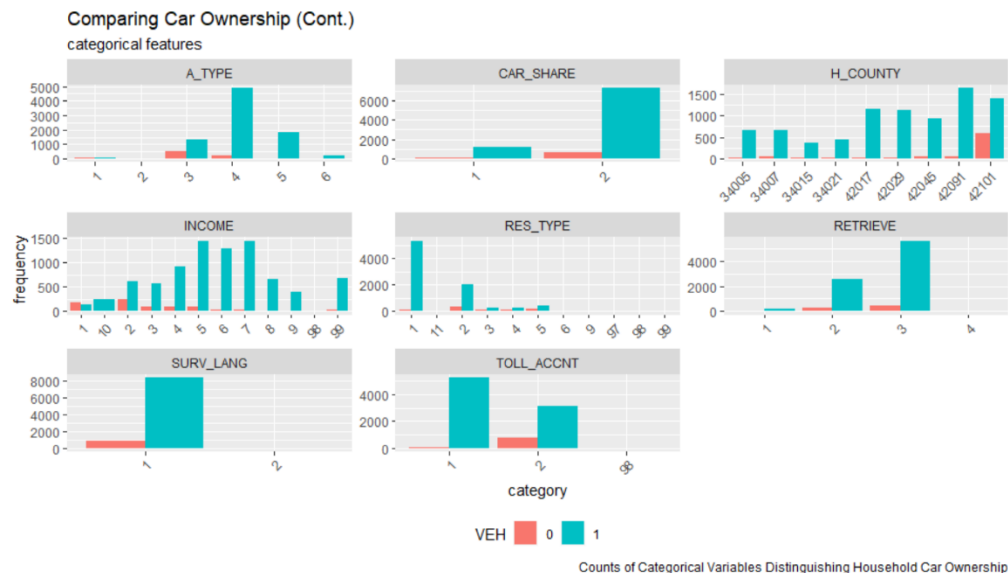 Comparing Car Ownership (Cont.)
categorical features
A_TYPE
5000
4000
3000
2000
1000
0
1 2 3 4 5 6
CAR_SHARE
6000
4000
2000
0
1 2
H_COUNTY
1500
1000
500
0
34005 34007 34015 34021 42017 42029 42045 42091 42101
frequency
INCOME
1500
1000
500
0
1 10 2 3 4 5 6 7 8 9 98 99
RES_TYPE
4000
2000
0
1 11 2 3 4 5 6 9 97 98 99
RETRIEVE
4000
2000
0
1 2 3 4
SURV_LANG
8000
6000
4000
2000
0
1 2
TOLL_ACCNT
4000
2000
0
1 2 98
category
VEH 0 1
Counts of Categorical Variables Distinguishing Household Car Ownership